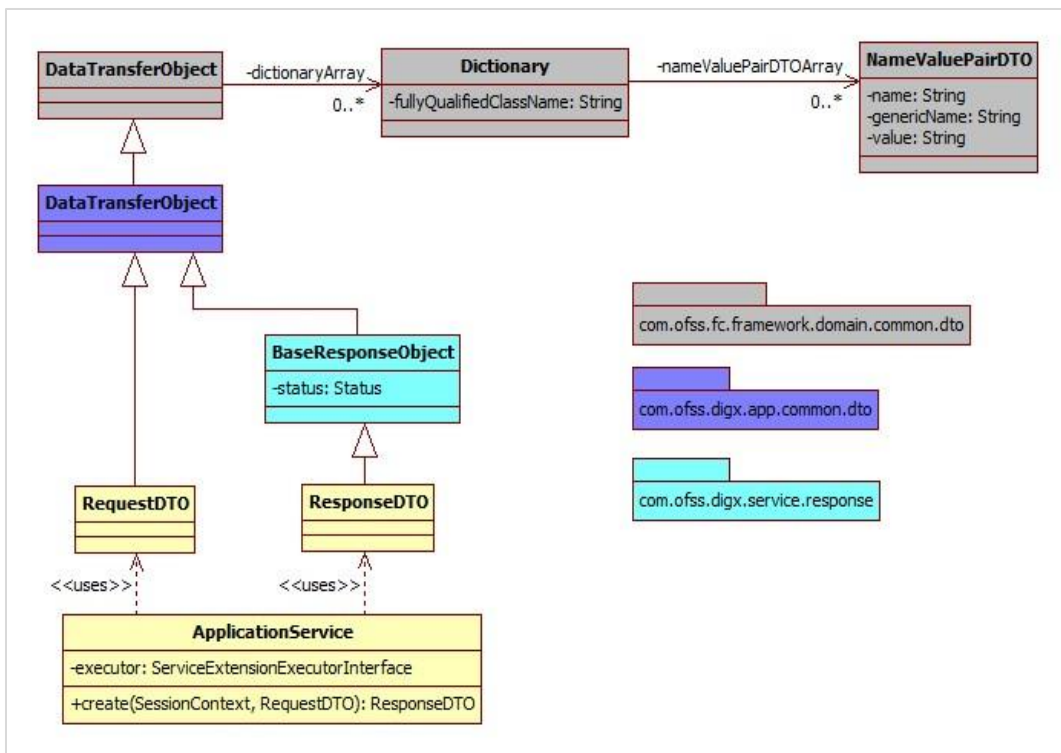 DataTransferObject
-dictionaryArray
0..*
Dictionary
-fullyQualifiedClassName: String
-nameValuePairDTOArray
0..*
NameValuePairDTO
-name: String
-genericName: String
-value: String
DataTransferObject
BaseResponseObject
-status: Status
com.ofss.fc.framework.domain.common.dto
com.ofss.digx.app.common.dto
com.ofss.digx.service.response
RequestDTO
ResponseDTO
<<uses>>
<<uses>>
ApplicationService
-executor: ServiceExtensionExecutorInterface
+create(SessionContext, RequestDTO): ResponseDTO